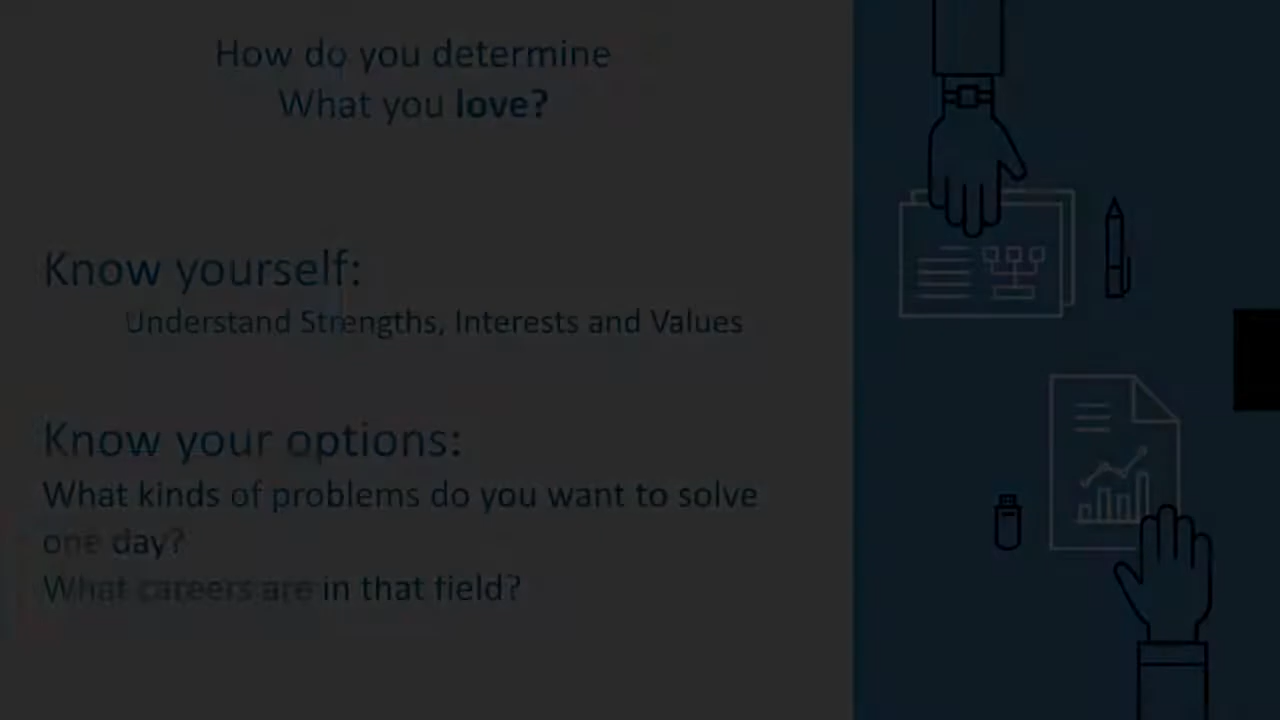 How do you determine
What you love?
Know yourself:
Understand Strengths, Interests and Values
Know your options:
What kinds of problems do you want to solve
one day?
What careers are in that field?